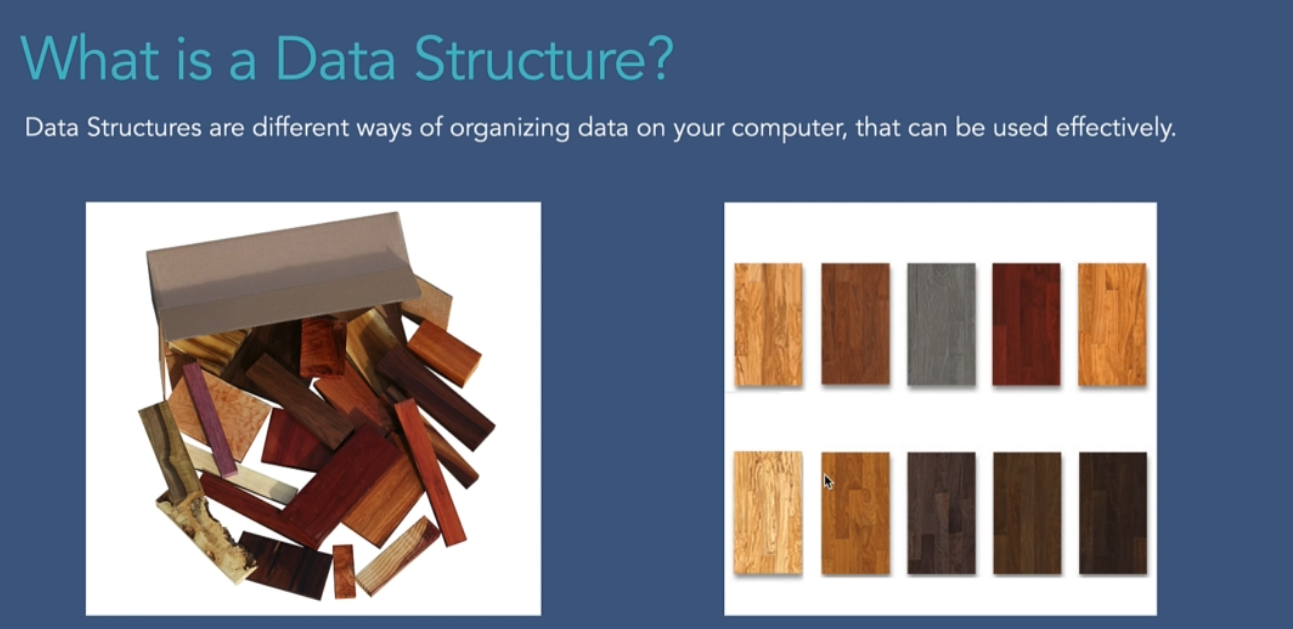 What is a Data Structure?
Data Structures are different ways of organizing data on your computer, that can be used effectively.